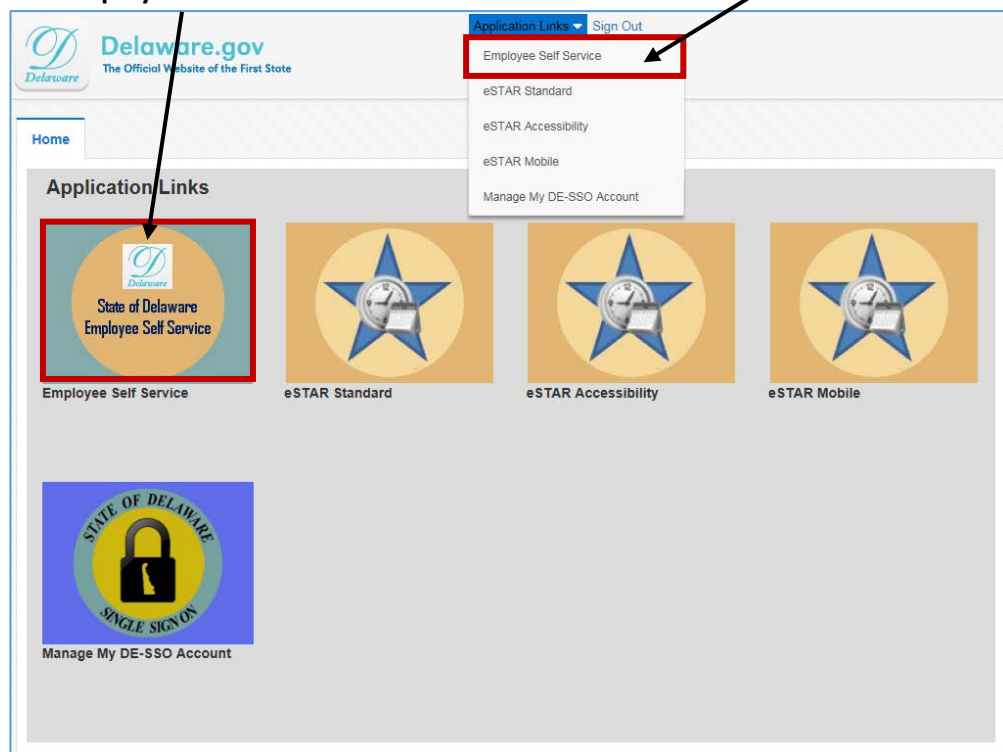 Application Links Sign Out
Delaware
Delaware.gov
The Official Website of the First State
Employee Self Service
eSTAR Standard
eSTAR Accessibility
eSTAR Mobile
Manage My DE-SSO Account
Home
Application Links
Delaware
State of Delaware
Employee Self Service
Employee Self Service
eSTAR Standard
eSTAR Accessibility
eSTAR Mobile
STATE OF DELAWARE
SINGLE SIGN ON
Manage My DE-SSO Account